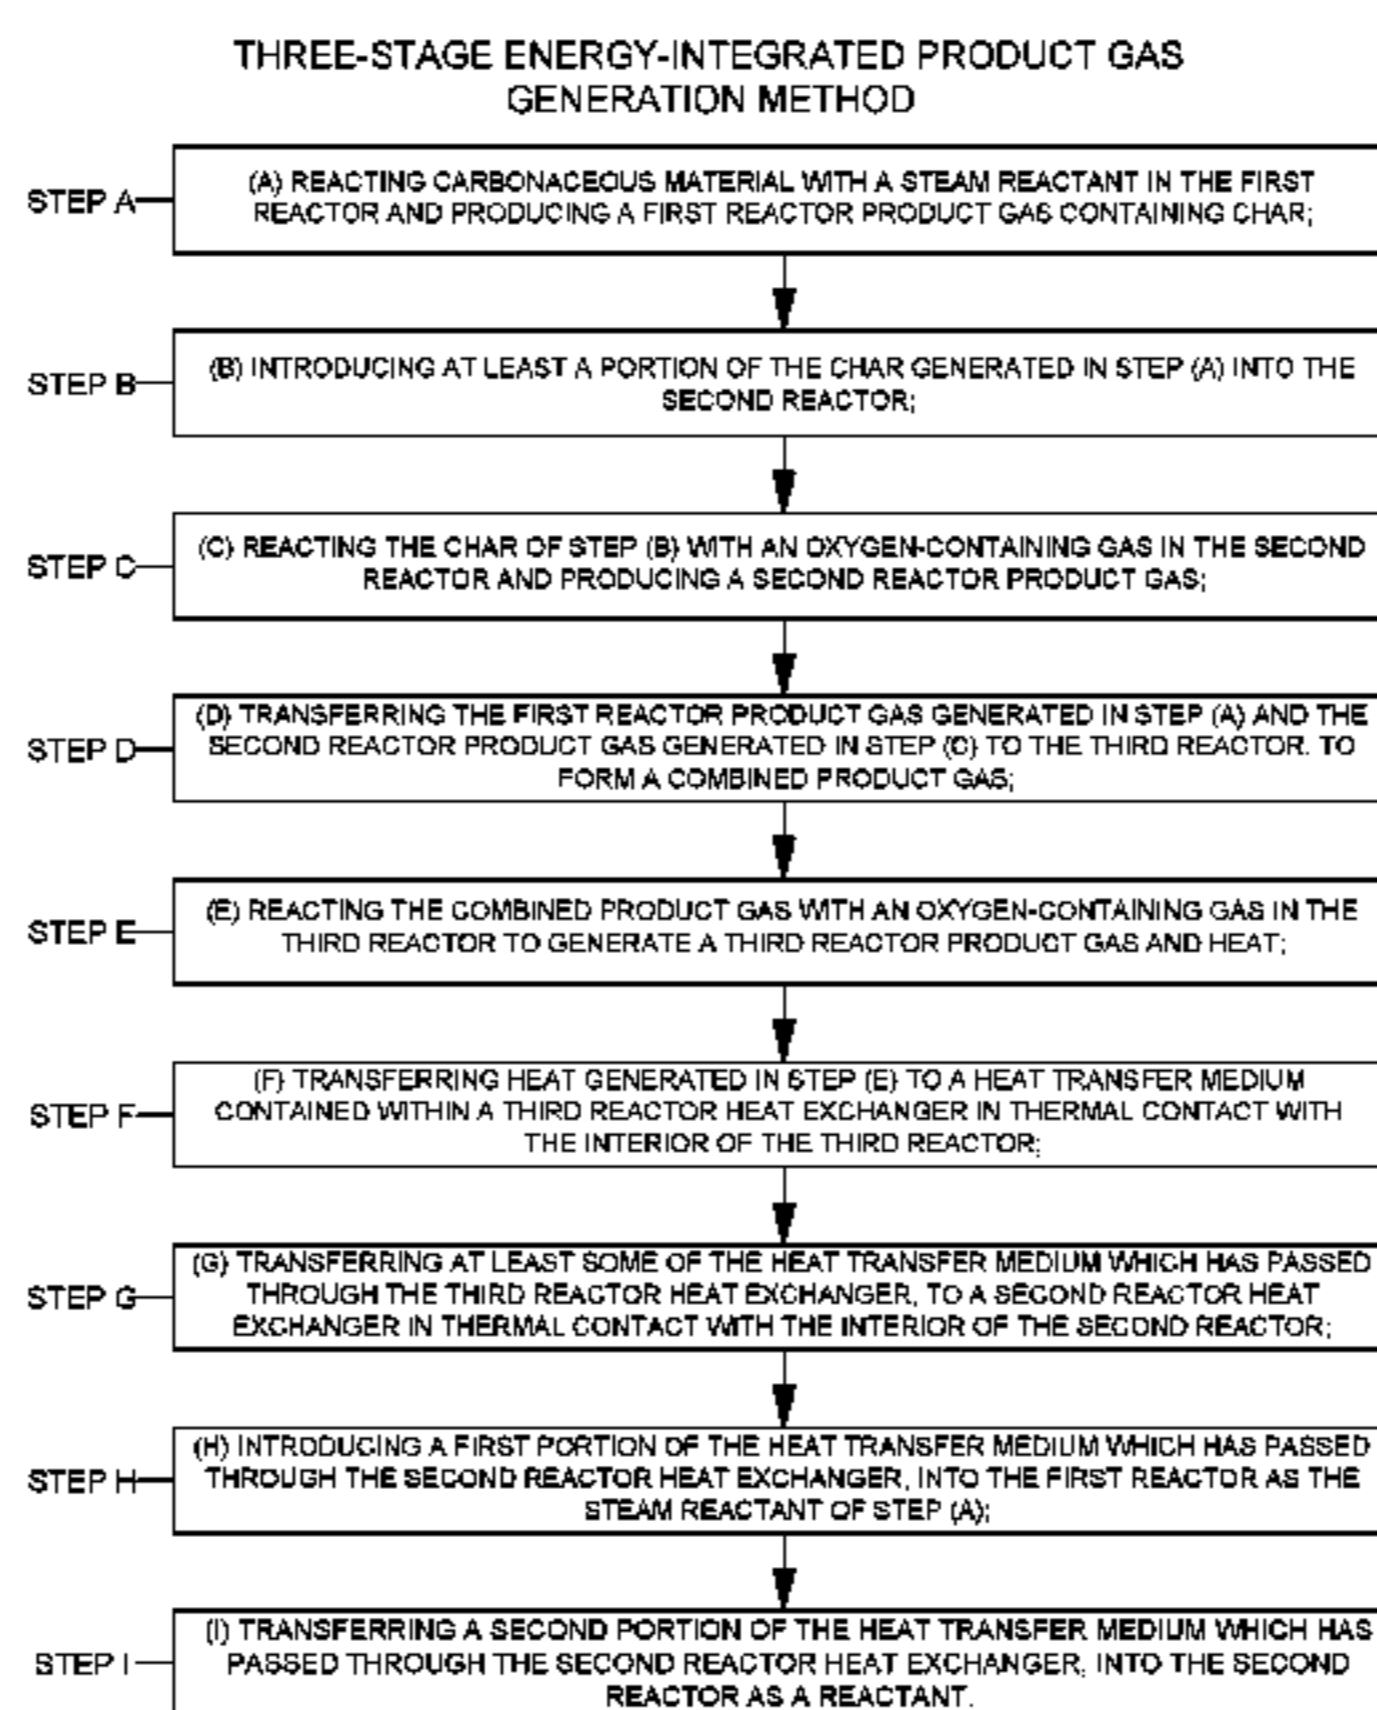 THREE-STAGE ENERGY-INTEGRATED PRODUCT GAS
GENERATION METHOD
STEP A
(A) REACTING CARBONACEOUS MATERIAL WITH A STEAM REACTANT IN THE FIRST
REACTOR AND PRODUCING A FIRST REACTOR PRODUCT GAS CONTAINING CHAR;
STEP B
(B) INTRODUCING AT LEAST A PORTION OF THE CHAR GENERATED IN STEP (A) INTO THE
SECOND REACTOR;
STEP C
(C) REACTING THE CHAR OF STEP (B) WITH AN OXYGEN-CONTAINING GAS IN THE SECOND
REACTOR AND PRODUCING A SECOND REACTOR PRODUCT GAS;
STEP D
(D) TRANSFERRING THE FIRST REACTOR PRODUCT GAS GENERATED IN STEP (A) AND THE
SECOND REACTOR PRODUCT GAS GENERATED IN STEP (C) TO THE THIRD REACTOR. TO
FORM A COMBINED PRODUCT GAS;
STEP E
(E) REACTING THE COMBINED PRODUCT GAS WITH AN OXYGEN-CONTAINING GAS IN THE
THIRD REACTOR TO GENERATE A THIRD REACTOR PRODUCT GAS AND HEAT;
STEP F
(F) TRANSFERRING HEAT GENERATED IN STEP (E) TO A HEAT TRANSFER MEDIUM
CONTAINED WITHIN A THIRD REACTOR HEAT EXCHANGER IN THERMAL CONTACT WITH
THE INTERIOR OF THE THIRD REACTOR;
STEP G
(G) TRANSFERRING AT LEAST SOME OF THE HEAT TRANSFER MEDIUM WHICH HAS PASSED
THROUGH THE THIRD REACTOR HEAT EXCHANGER, TO A SECOND REACTOR HEAT
EXCHANGER IN THERMAL CONTACT WITH THE INTERIOR OF THE SECOND REACTOR;
STEP H
(H) INTRODUCING A FIRST PORTION OF THE HEAT TRANSFER MEDIUM WHICH HAS PASSED
THROUGH THE SECOND REACTOR HEAT EXCHANGER, INTO THE FIRST REACTOR AS THE
STEAM REACTANT OF STEP (A);
STEP I
(I) TRANSFERRING A SECOND PORTION OF THE HEAT TRANSFER MEDIUM WHICH HAS
PASSED THROUGH THE SECOND REACTOR HEAT EXCHANGER, INTO THE SECOND
REACTOR AS A REACTANT.